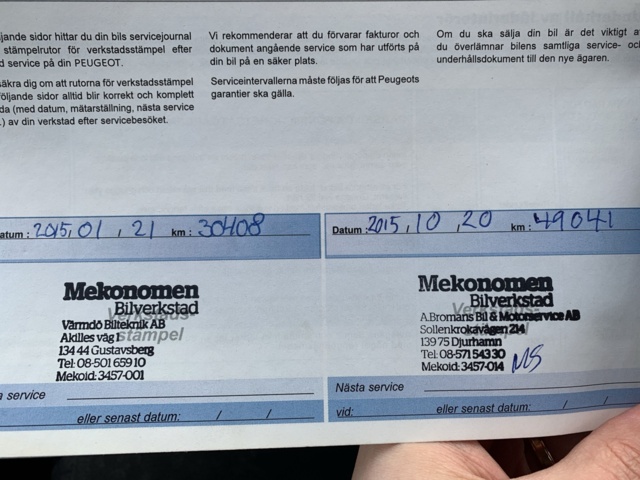 jande sidor hittar du din bils servicejournal
stämpelrutor för verkstadsstämpel efter
d service på din PEUGEOT.
säkra dig om att rutorna för verkstadsstämpel
följande sidor alltid blir korrekt och komplett
da (med datum, mätarställning, nästa service
.) av din verkstad efter servicebesöket.
Vi rekommenderar att du förvarar fakturor och
dokument angående service som har utförts på
din bil på en säker plats.
Serviceintervallerna måste följas för att Peugeots
garantier ska gälla.
Om du ska sälja din bil är det viktigt a
du överlämnar bilens samtliga service- och
underhållsdokument till den nye ägaren.
atum : 2015, 01 , 21 km : 30408
Mekonomen
Bilverkstad
Verkstads-
stämpel
Värmdö Bilteknik AB
Akilles väg 1
134 44 Gustavsberg
Tel: 08-501 659 10
Mekoid: 3457-001
a service
eller senast datum: / /
Datum : 2015, 10 , 20 km : 49041
Mekonomen
Bilverkstad
A.Bromans Bil & Motorservice AB
Sollenkrokavägen 214
139 75 Djurhamn
Tel: 08-571 543 30
Mekoid: 3457-014 MS
Nästa service
vid: eller senast datum: / /